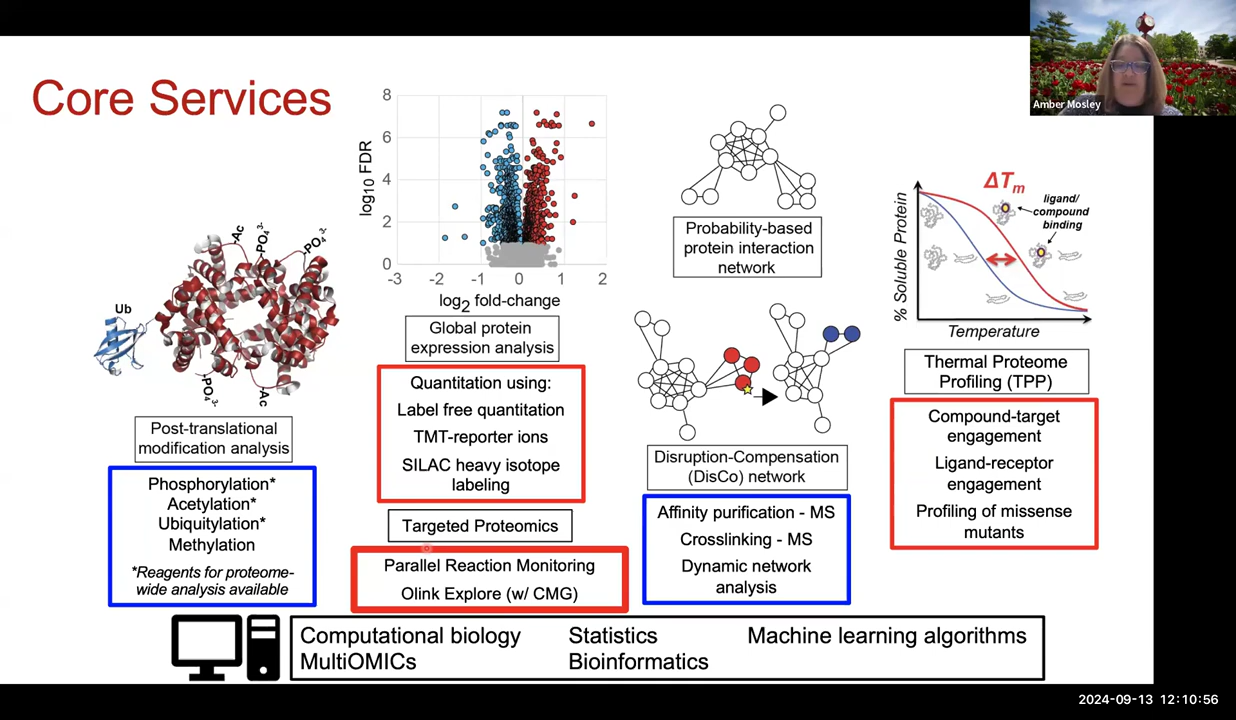 Core Services
Amber Mosley
Ub
Ac
PO₄³⁻
PO₄³⁻
PO₄³⁻
Ac
Post-translational
modification analysis
Phosphorylation*
Acetylation*
Ubiquitylation*
Methylation
*Reagents for proteome-
wide analysis available
log10 FDR
8
6
4
2
0
-3
-1
0
1
2
log2 fold-change
Global protein
expression analysis
Quantitation using:
Label free quantitation
TMT-reporter ions
SILAC heavy isotope
labeling
Targeted Proteomics
Parallel Reaction Monitoring
Olink Explore (w/ CMG)
Probability-based
protein interaction
network
Disruption-Compensation
(DisCo) network
Affinity purification - MS
Crosslinking - MS
Dynamic network
analysis
% Soluble Protein
ΔTm
ligand/
compound
binding
Temperature
Thermal Proteome
Profiling (TPP)
Compound-target
engagement
Ligand-receptor
engagement
Profiling of missense
mutants
Computational biology Statistics Machine learning algorithms
MultiOMICs Bioinformatics
2024-09-13 12:10:56